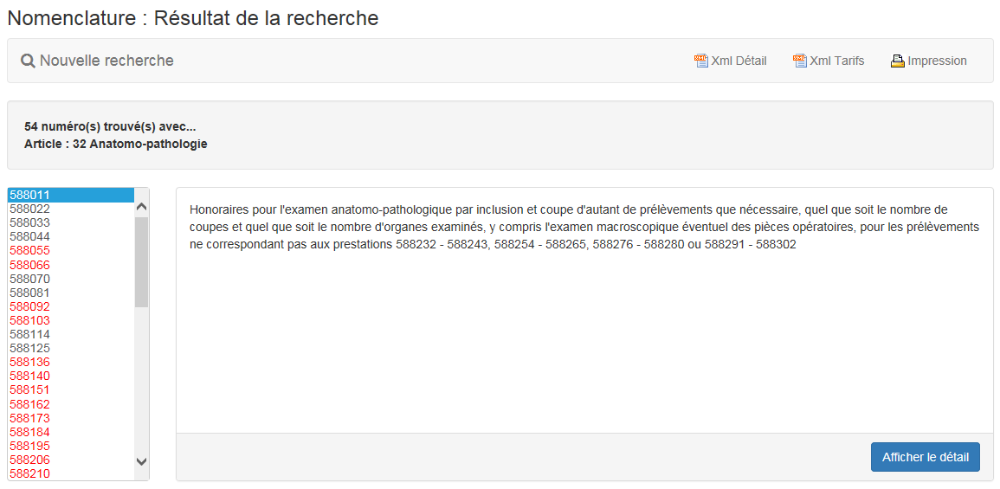 Nomenclature : Résultat de la recherche
Nouvelle recherche
Xml Détail
Xml Tarifs
Impression
54 numéro(s) trouvé(s) avec...
Article : 32 Anatomo-pathologie
588011
588022
588033
588044
588055
588066
588070
588081
588092
588103
588114
588125
588136
588140
588151
588162
588173
588184
588195
588206
588210
Honoraires pour l'examen anatomo-pathologique par inclusion et coupe d'autant de prélèvements que nécessaire, quel que soit le nombre de
coupes et quel que soit le nombre d'organes examinés, y compris l'examen macroscopique éventuel des pièces opératoires, pour les prélèvements
ne correspondant pas aux prestations 588232 - 588243, 588254 - 588265, 588276 - 588280 ou 588291 - 588302
Afficher le détail